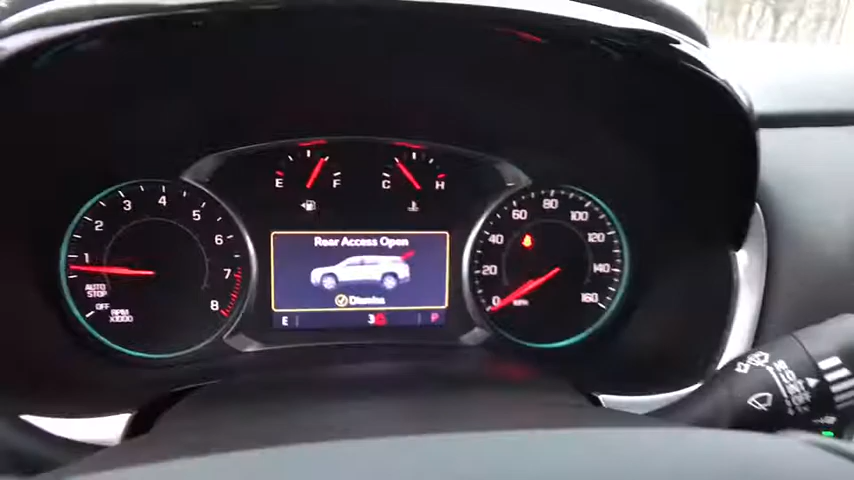 E F
C H
1 2 3 4 5 6 7 8
AUTO
STOP
OFF
RPM
X1000
Rear Access Open
Dismiss
E 3 P
0 20 40 60 80 100 120 140 160
MPH